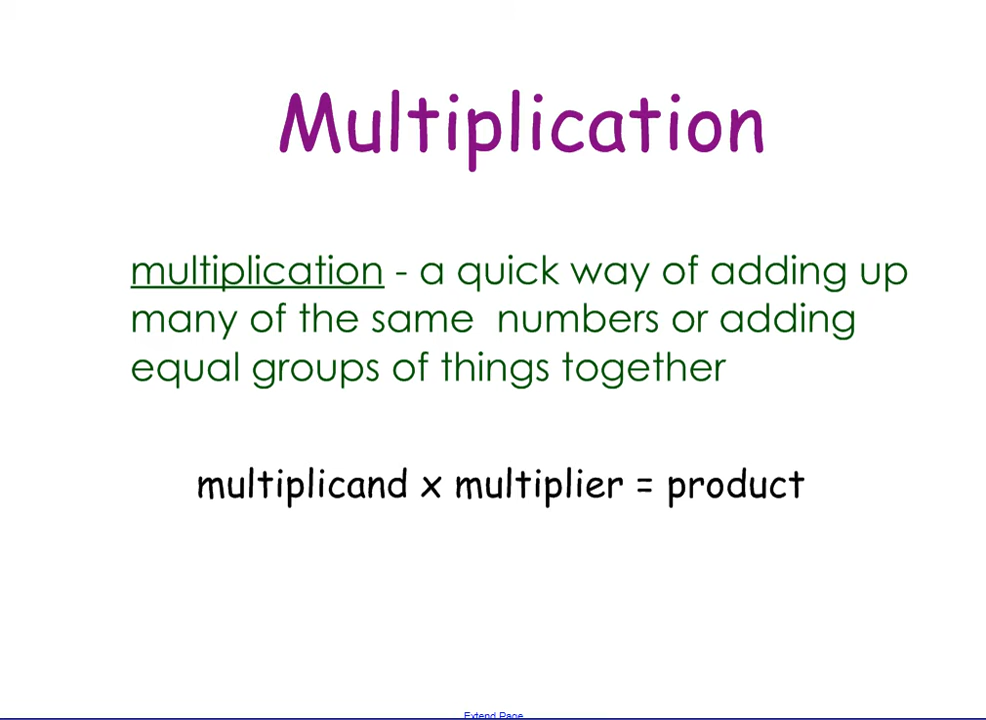 Multiplication
multiplication - a quick way of adding up
many of the same  numbers or adding
equal groups of things together
multiplicand x multiplier = product
Extend Page